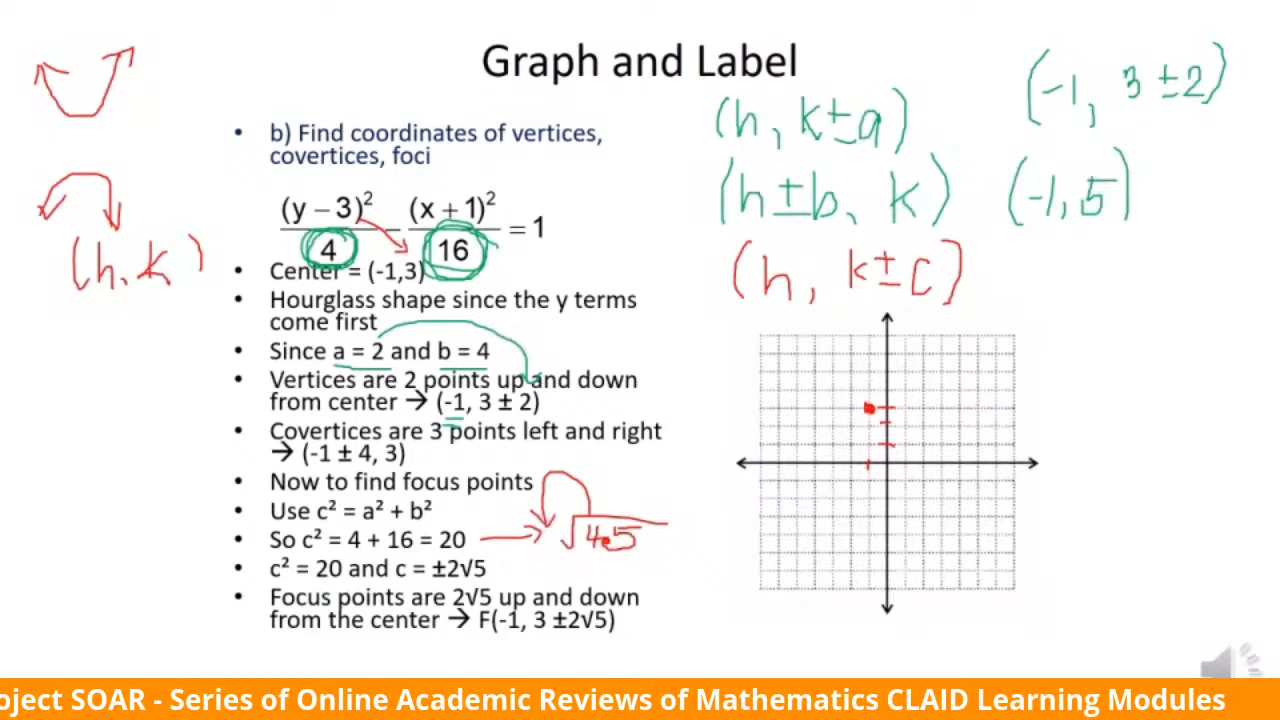 Graph and Label
(-1, 3 ±2)
(h, k±a)
• b) Find coordinates of vertices,
covertices, foci
(h ±b, k)
(-1, 5)
(y – 3)² / 4 – (x + 1)² / 16 = 1
(h, k)
(h, k±c)
• Center = (-1,3)
• Hourglass shape since the y terms
come first
• Since a = 2 and b = 4
• Vertices are 2 points up and down
from center → (-1, 3 ± 2)
• Covertices are 3 points left and right
→ (-1 ± 4, 3)
• Now to find focus points
• Use c² = a² + b²
• So c² = 4 + 16 = 20
√4•5
• c² = 20 and c = ±2√5
• Focus points are 2√5 up and down
from the center → F(-1, 3 ±2√5)
oject SOAR - Series of Online Academic Reviews of Mathematics CLAID Learning Modules